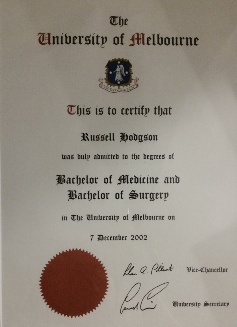 The
University of Melbourne
This is to certify that
Russell Hodgson
was duly admitted to the degrees of
Bachelor of Medicine and
Bachelor of Surgery
in The University of Melbourne on
7 December 2002
Vice-Chancellor
University Secretary